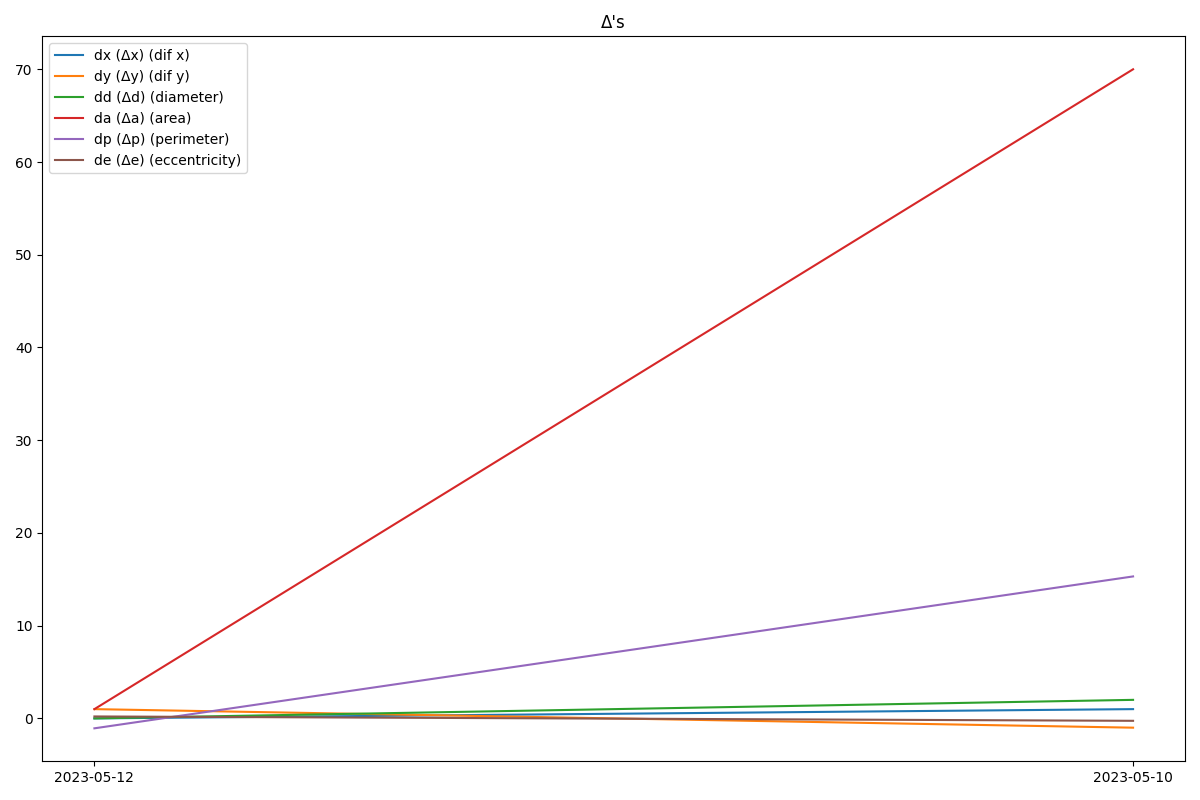 Δ's
dx (Δx) (dif x)
dy (Δy) (dif y)
dd (Δd) (diameter)
da (Δa) (area)
dp (Δp) (perimeter)
de (Δe) (eccentricity)
70
60
50
40
30
20
10
0
2023-05-12
2023-05-10